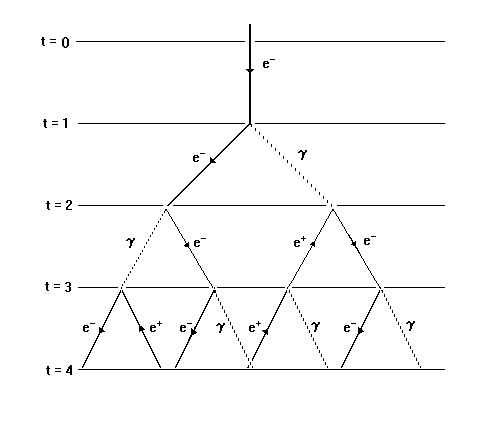 t = 0
e⁻
t = 1
e⁻ γ
t = 2
γ e⁻ e⁺ e⁻
t = 3
e⁻ e⁺ e⁻ γ e⁺ γ e⁻ γ
t = 4